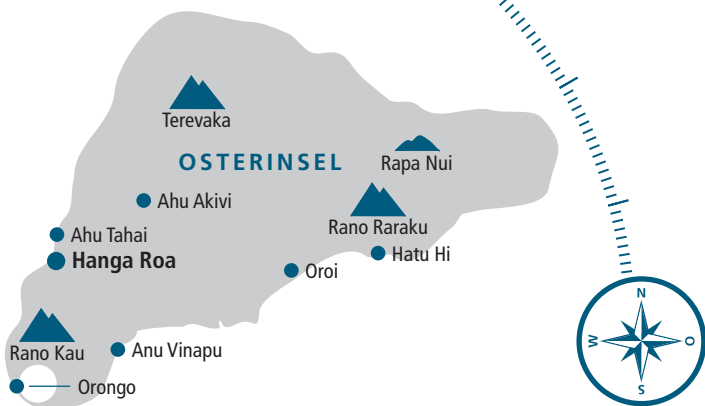 Terevaka
OSTERINSEL
Rapa Nui
Ahu Akivi
Rano Raraku
Ahu Tahai
Hatu Hi
Hanga Roa
Oroi
N
W
O
S
Rano Kau
Anu Vinapu
Orongo